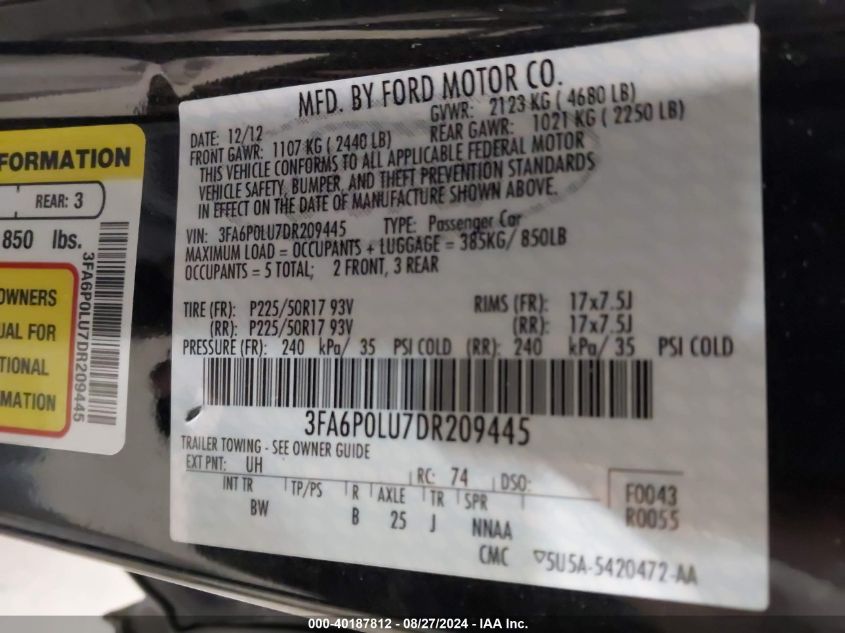 MFD. BY FORD MOTOR CO.
DATE: 12/12
GVWR: 2123 KG ( 4680 LB)
FRONT GAWR: 1107 KG ( 2440 LB)
REAR GAWR: 1021 KG ( 2250 LB)
THIS VEHICLE CONFORMS TO ALL APPLICABLE FEDERAL MOTOR
VEHICLE SAFETY, BUMPER, AND THEFT PREVENTION STANDARDS
IN EFFECT ON THE DATE OF MANUFACTURE SHOWN ABOVE.
VIN: 3FA6P0LU7DR209445 TYPE: Passenger Car
MAXIMUM LOAD = OCCUPANTS + LUGGAGE = 385KG/ 850LB
OCCUPANTS = 5 TOTAL; 2 FRONT, 3 REAR
TIRE (FR): P225/50R17 93V RIMS (FR): 17x7.5J
(RR): P225/50R17 93V (RR): 17x7.5J
PRESSURE (FR): 240 kPa/ 35 PSI COLD (RR): 240 kPa/ 35 PSI COLD
3FA6P0LU7DR209445
TRAILER TOWING - SEE OWNER GUIDE
EXT PNT: UH RC: 74 DSO:
INT TR TP/PS R AXLE TR SPR
BW B 25 J NNAA
F0043
R0055
CMC ▽5U5A-5420472-AA
FORMATION
REAR: 3
850 lbs.
OWNERS
UAL FOR
TIONAL
MATION
3FA6P0LU7DR209445
000-40187812 - 08/27/2024 - IAA Inc.